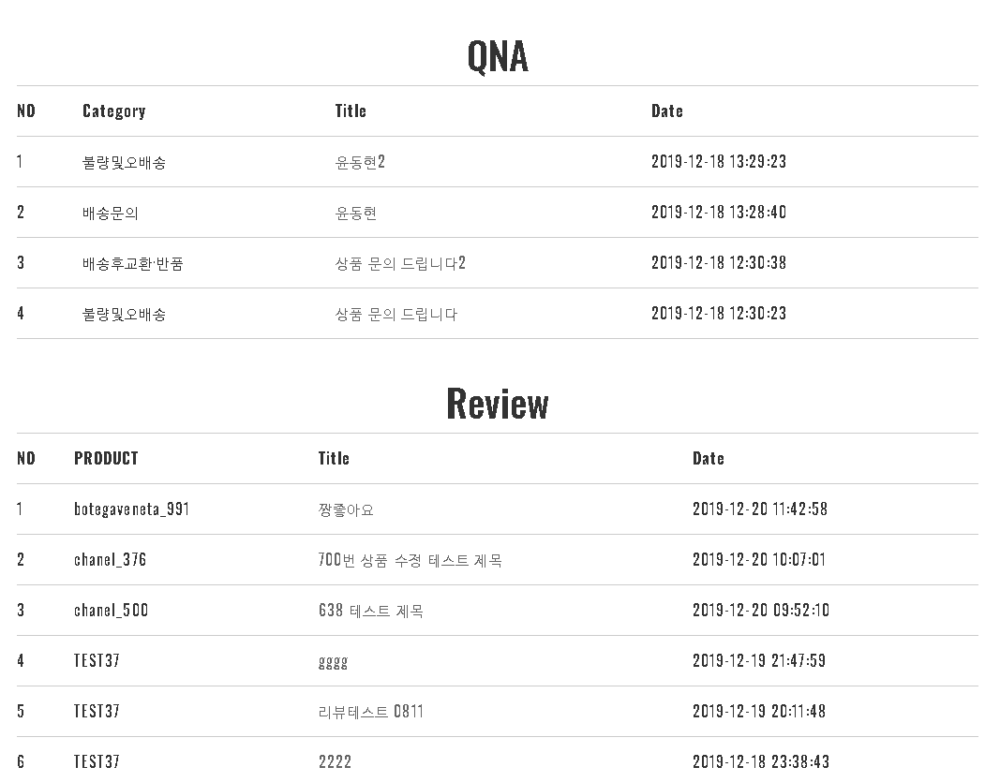 QNA
NO Category Title Date
1 불량및오배송 윤동현2 2019-12-18 13:29:23
2 배송문의 윤동현 2019-12-18 13:28:40
3 배송후교환·반품 상품 문의 드립니다2 2019-12-18 12:30:38
4 불량및오배송 상품 문의 드립니다 2019-12-18 12:30:23
Review
NO PRODUCT Title Date
1 botegaveneta_991 짱좋아요 2019-12-20 11:42:58
2 chanel_376 700번 상품 수정 테스트 제목 2019-12-20 10:07:01
3 chanel_500 638 테스트 제목 2019-12-20 09:52:10
4 TEST37 gggg 2019-12-19 21:47:59
5 TEST37 리뷰테스트 0811 2019-12-19 20:11:48
6 TEST37 2222 2019-12-18 23:38:43